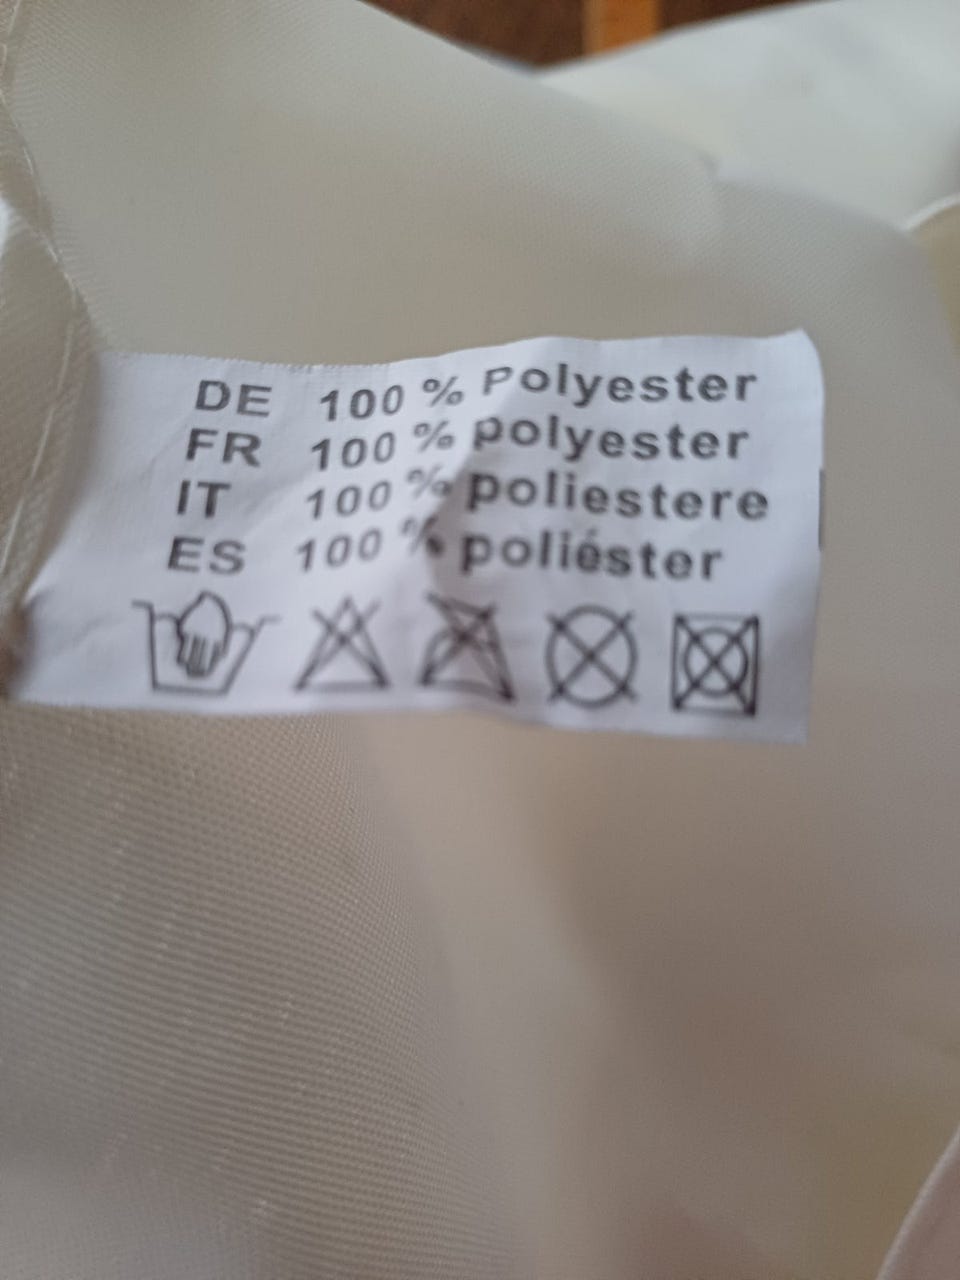 DE 100 % Polyester
FR 100 % polyester
IT 100 % poliestere
ES 100 % poliéster